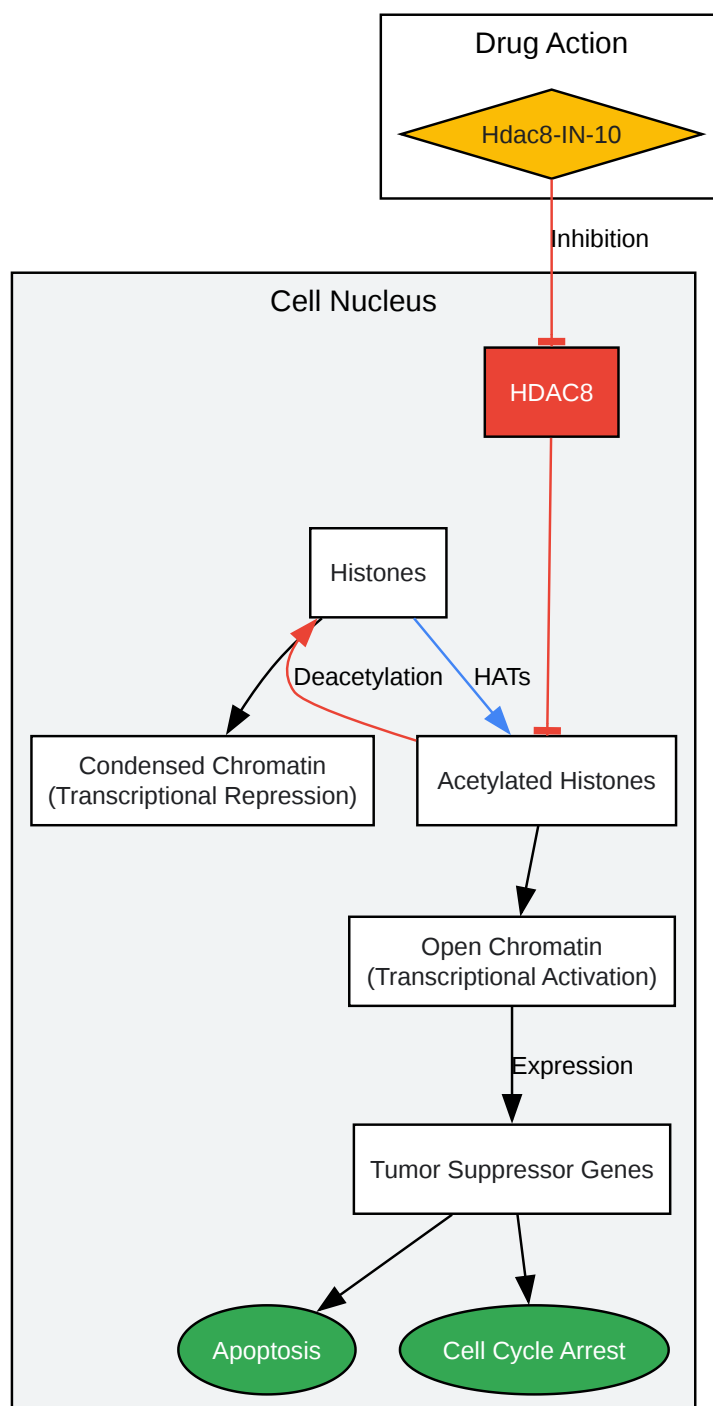 Drug Action
Hdac8-IN-10
Inhibition
Cell Nucleus
HDAC8
Histones
Deacetylation
HATs
Condensed Chromatin
(Transcriptional Repression)
Acetylated Histones
Open Chromatin
(Transcriptional Activation)
Expression
Tumor Suppressor Genes
Apoptosis
Cell Cycle Arrest